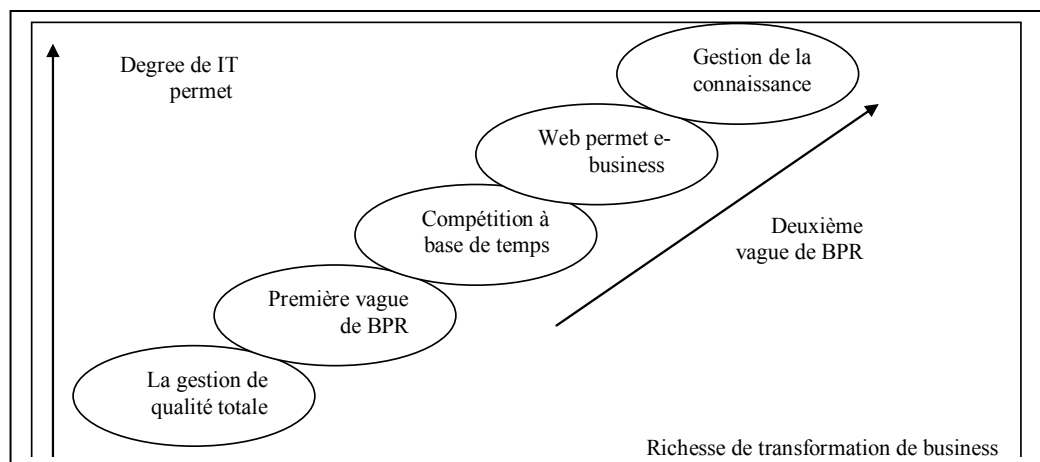 Degree de IT
permet
Gestion de la
connaissance
Web permet e-
business
Compétition à
base de temps
Deuxième
vague de BPR
Première vague
de BPR
La gestion de
qualité totale
Richesse de transformation de business